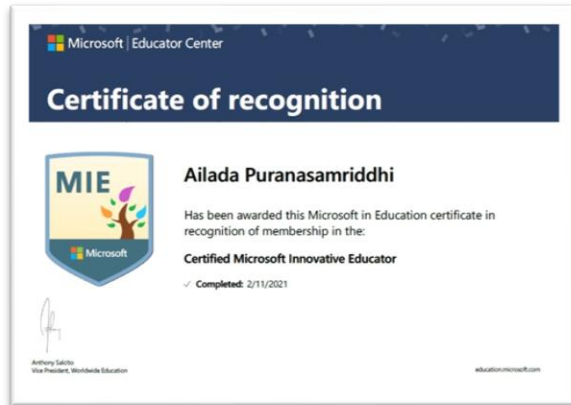 Microsoft | Educator Center
Certificate of recognition
MIE
Microsoft
Ailada Puranasamriddhi
Has been awarded this Microsoft in Education certificate in
recognition of membership in the:
Certified Microsoft Innovative Educator
✓ Completed: 2/11/2021
Anthony Salcito
Vice President, Worldwide Education
education.microsoft.com